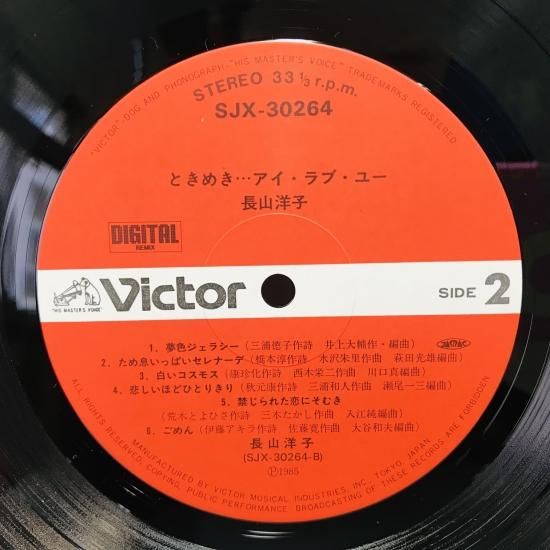 "VICTOR", DOG AND PHONOGRAPH, "HIS MASTER'S VOICE" TRADEMARKS REGISTERED
STEREO 33 1/3 r.p.m.
SJX-30264
ときめき…アイ・ラブ・ユー
長山洋子
DIGITAL
REMIX
"HIS MASTER'S VOICE"
Victor
SIDE 2
1. 夢色ジェラシー (三浦徳子作詩 井上大輔作・編曲)
2. ため息いっぱいセレナーデ (橋本淳作詩 水沢朱里作曲 萩田光雄編曲)
3. 白いコスモス (康珍化作詩 西木栄二作曲 川口真編曲)
4. 悲しいほどひとりきり (秋元康作詩 三浦和人作曲 瀬尾一三編曲)
5. 禁じられた恋にそむき
(荒木とよひさ作詩 三木たかし作曲 入江純編曲)
6. ごめん (伊藤アキラ作詩 佐藤寛作曲 大谷和夫編曲)
JASRAC
長山洋子
(SJX-30264-B)
Ⓟ1985
ALL RIGHTS RESERVED. UNAUTHORIZED COPYING, PUBLIC PERFORMANCE BROADCASTING OF THESE RECORDS ARE FORBIDDEN
MANUFACTURED BY VICTOR MUSICAL INDUSTRIES, INC., TOKYO, JAPAN